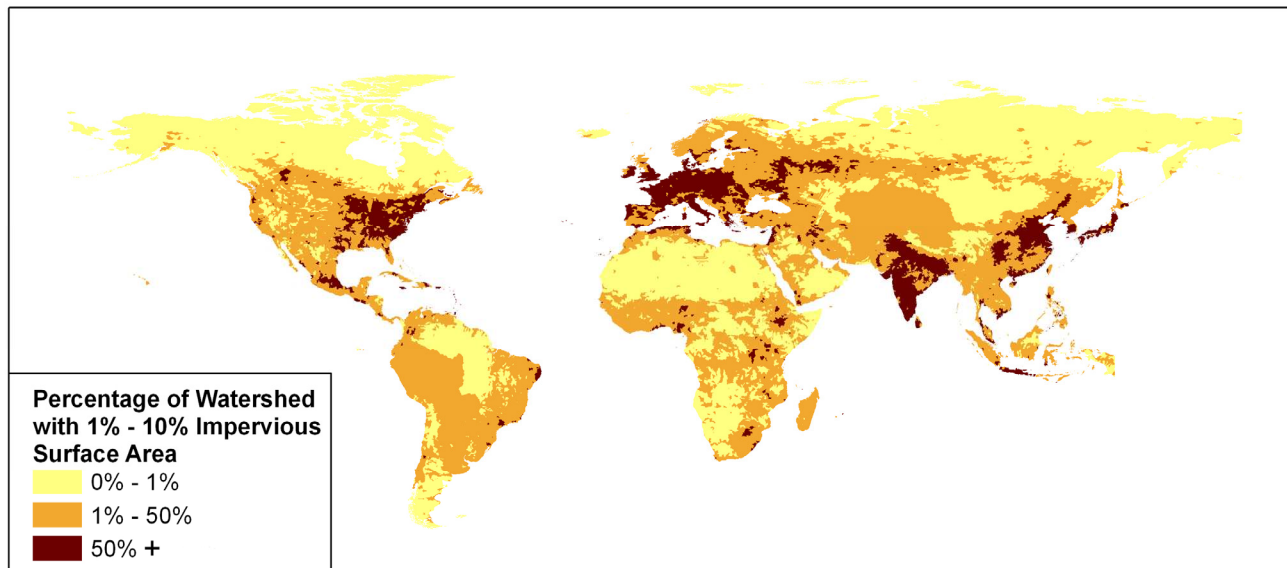 Percentage of Watershed
with 1% - 10% Impervious
Surface Area
0% - 1%
1% - 50%
50% +